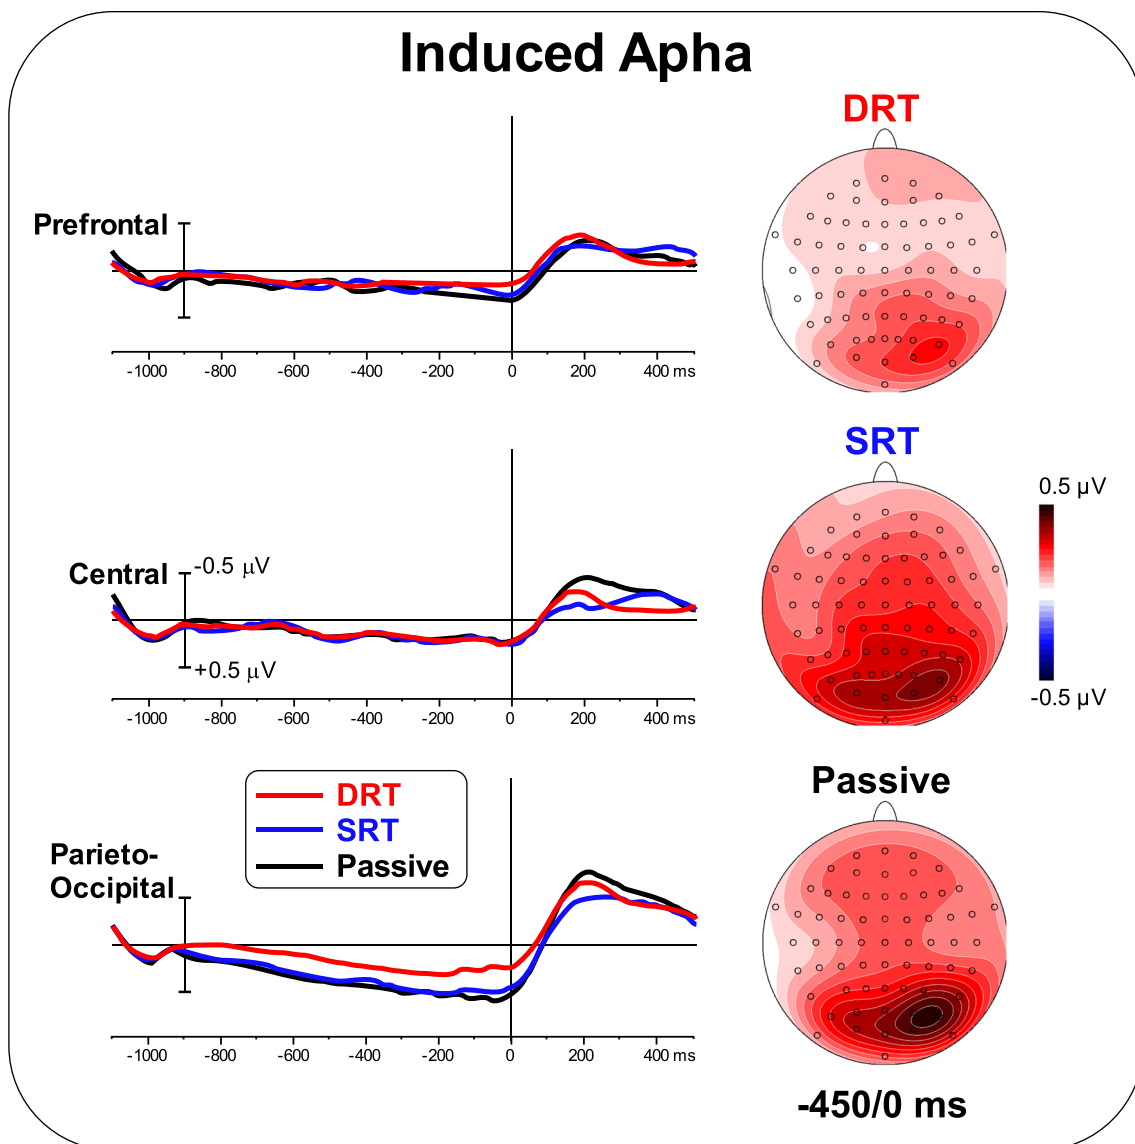 Induced Apha
DRT
Prefrontal
-1000 -800 -600 -400 -200 0 200 400 ms
SRT
0.5 µV
Central
-0.5 µV
+0.5 µV
-0.5 µV
-1000 -800 -600 -400 -200 0 200 400 ms
Passive
DRT
SRT
Passive
Parieto-
Occipital
-1000 -800 -600 -400 -200 0 200 400 ms
-450/0 ms